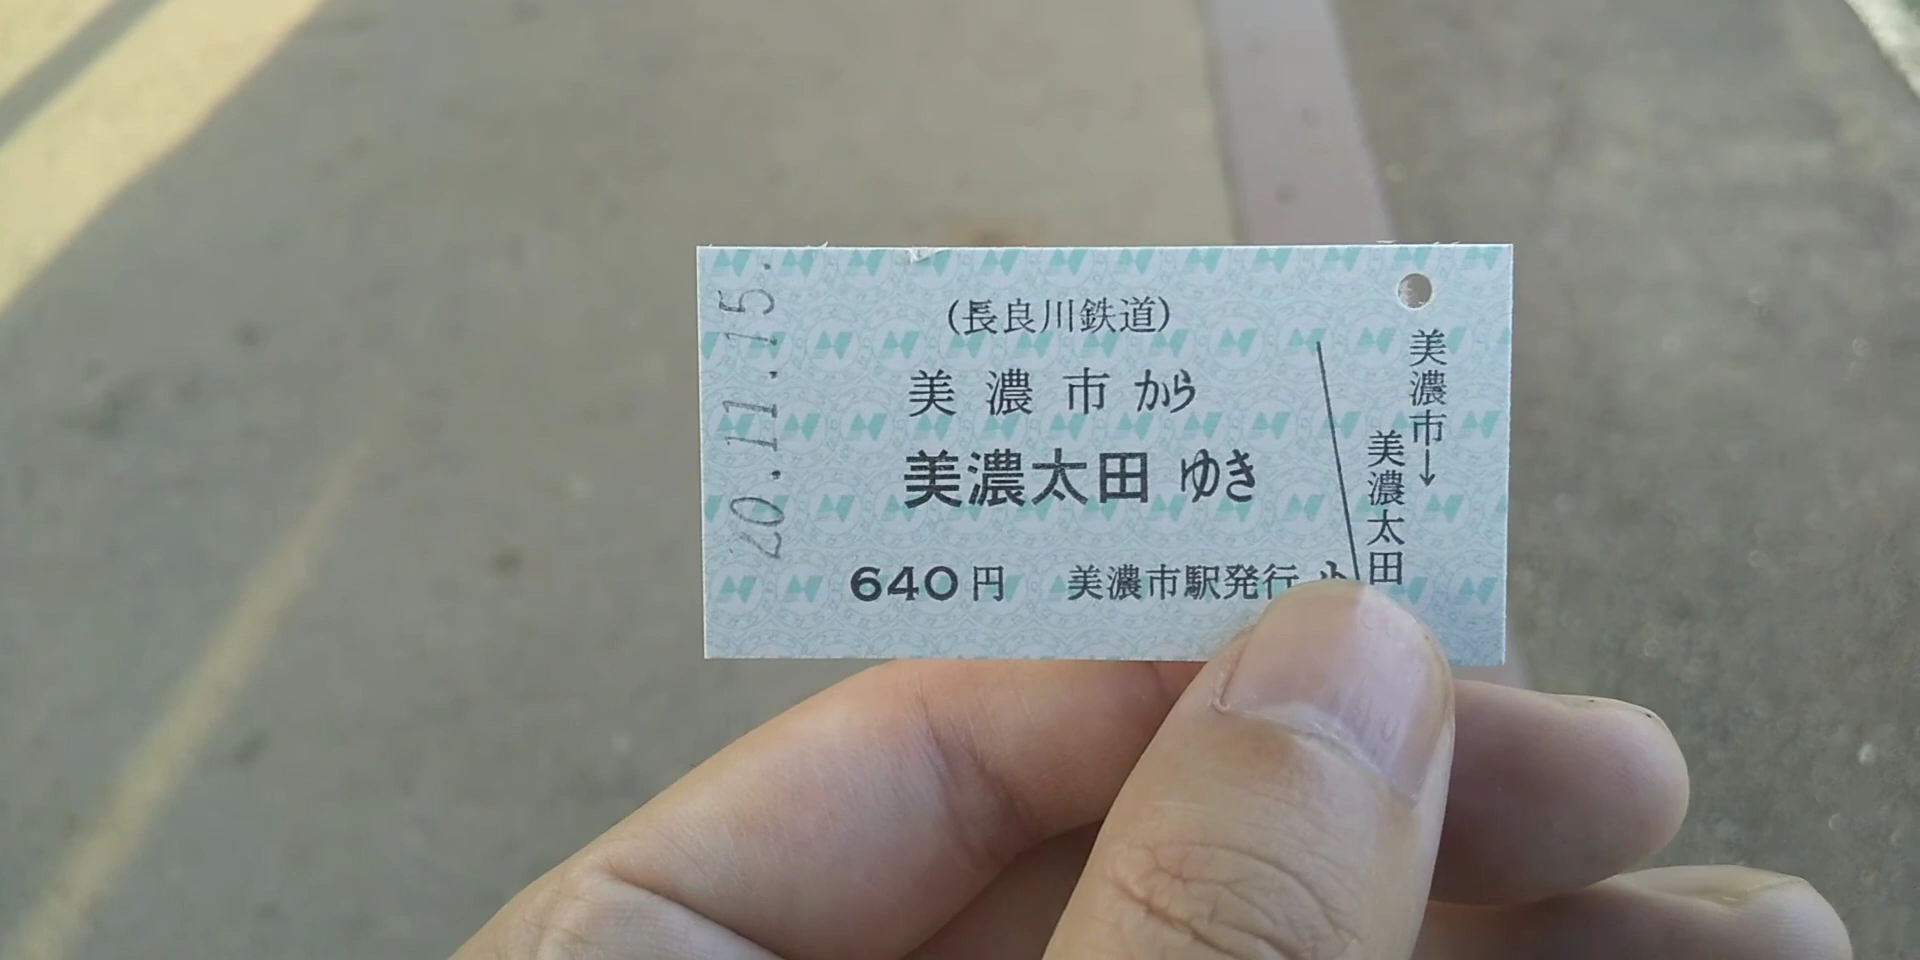 20.11.15.
(長良川鉄道)
美濃市から
美濃太田ゆき
640円 美濃市駅発行
美濃市→
美濃太田